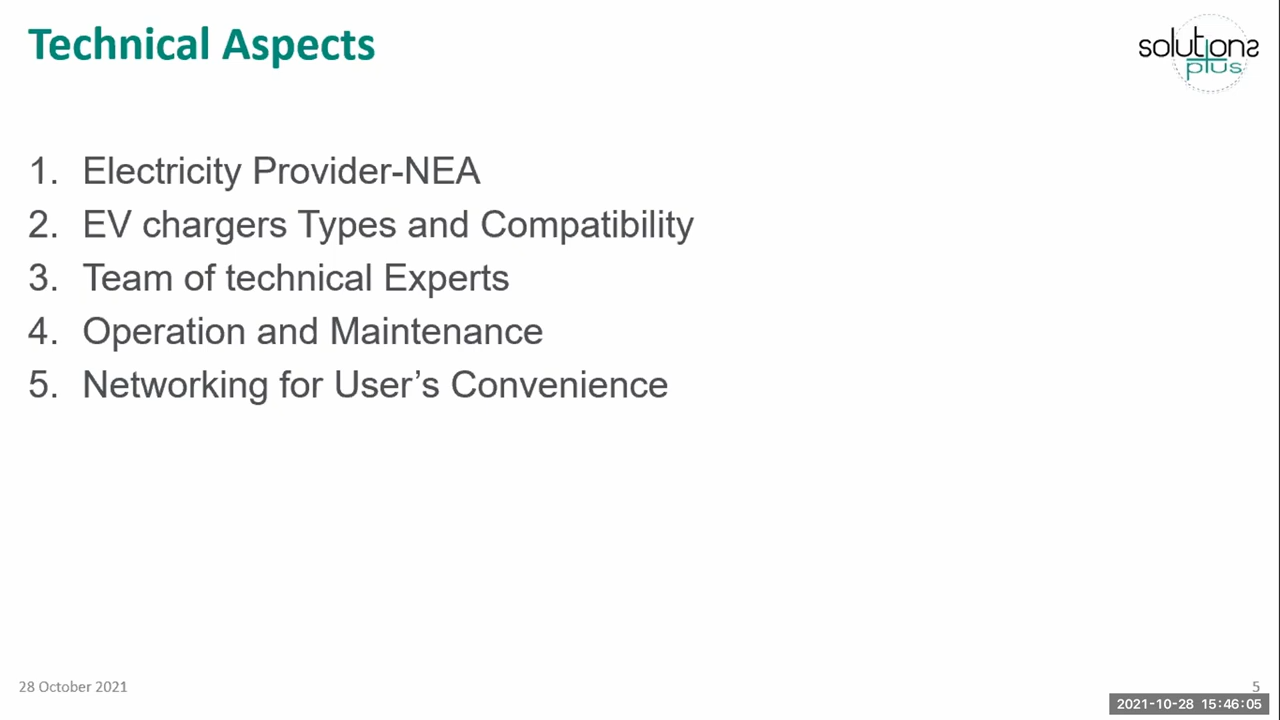 Technical Aspects
solutions
plus
1. Electricity Provider-NEA
2. EV chargers Types and Compatibility
3. Team of technical Experts
4. Operation and Maintenance
5. Networking for User’s Convenience
28 October 2021
5
2021-10-28 15:46:05